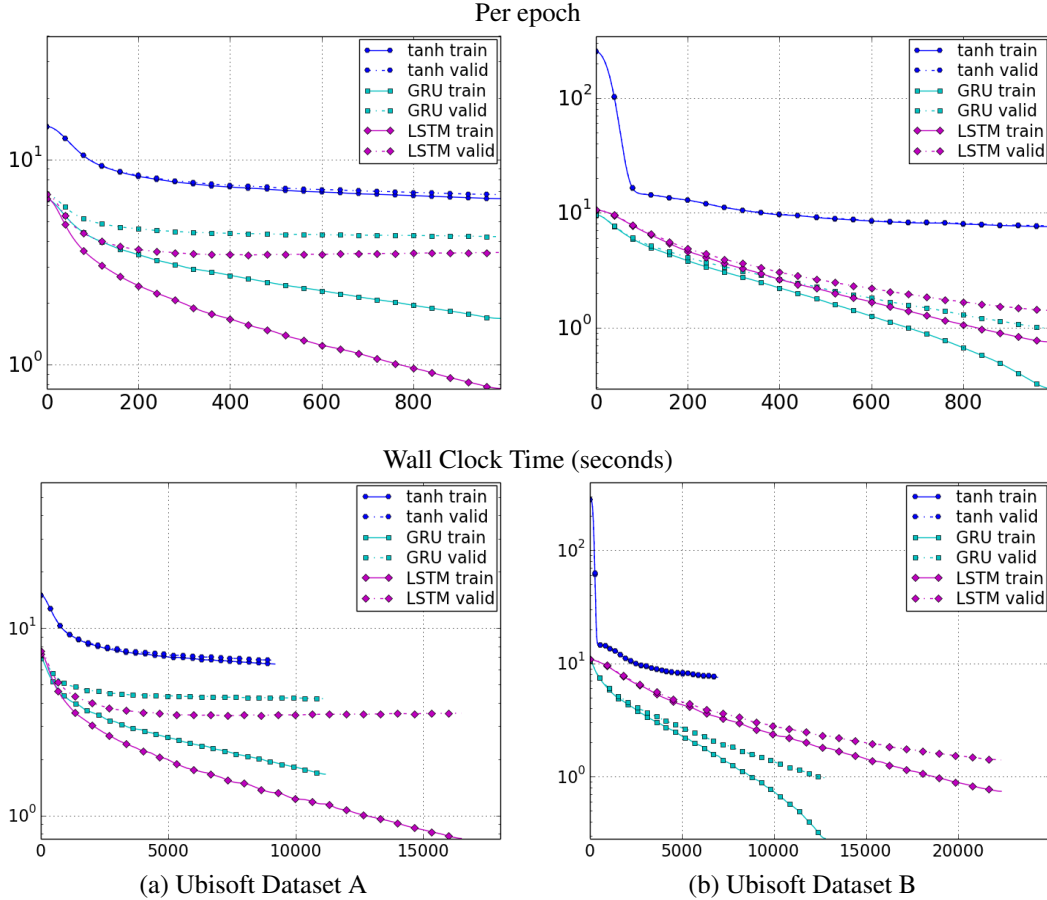 Per epoch
tanh train
tanh valid
GRU train
GRU valid
LSTM train
LSTM valid
10^1
10^0
0 200 400 600 800
tanh train
tanh valid
GRU train
GRU valid
LSTM train
LSTM valid
10^2
10^1
10^0
0 200 400 600 800
Wall Clock Time (seconds)
tanh train
tanh valid
GRU train
GRU valid
LSTM train
LSTM valid
10^1
10^0
0 5000 10000 15000
(a) Ubisoft Dataset A
tanh train
tanh valid
GRU train
GRU valid
LSTM train
LSTM valid
10^2
10^1
10^0
0 5000 10000 15000 20000
(b) Ubisoft Dataset B